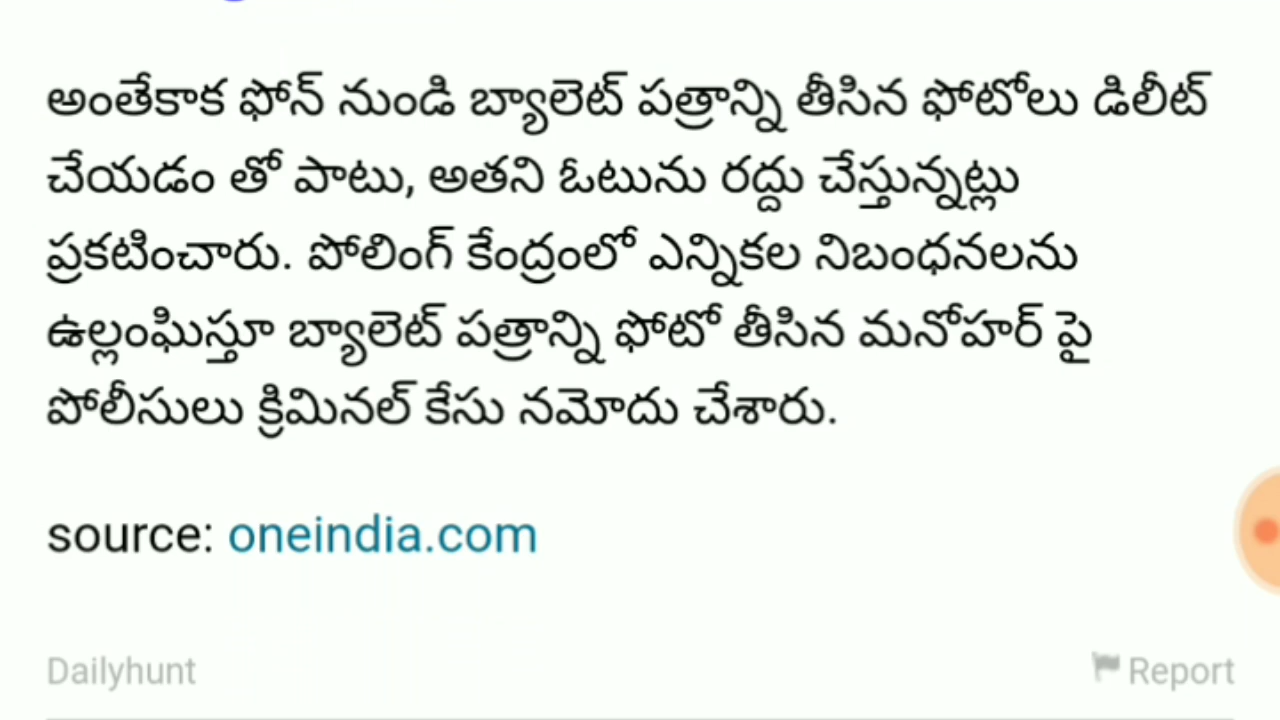 అంతేకాక ఫోన్ నుండి బ్యాలెట్ పత్రాన్ని తీసిన ఫోటోలు డిలీట్
చేయడం తో పాటు, అతని ఓటును రద్దు చేస్తున్నట్లు
ప్రకటించారు. పోలింగ్ కేంద్రంలో ఎన్నికల నిబంధనలను
ఉల్లంఘిస్తూ బ్యాలెట్ పత్రాన్ని ఫోటో తీసిన మనోహర్ పై
పోలీసులు క్రిమినల్ కేసు నమోదు చేశారు.
source: oneindia.com
Dailyhunt Report